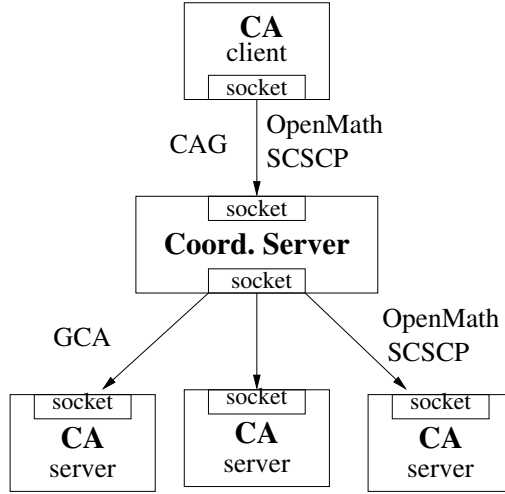 CA
client
socket
CAG
OpenMath
SCSCP
socket
Coord. Server
socket
GCA
OpenMath
SCSCP
socket
CA
server
socket
CA
server
socket
CA
server